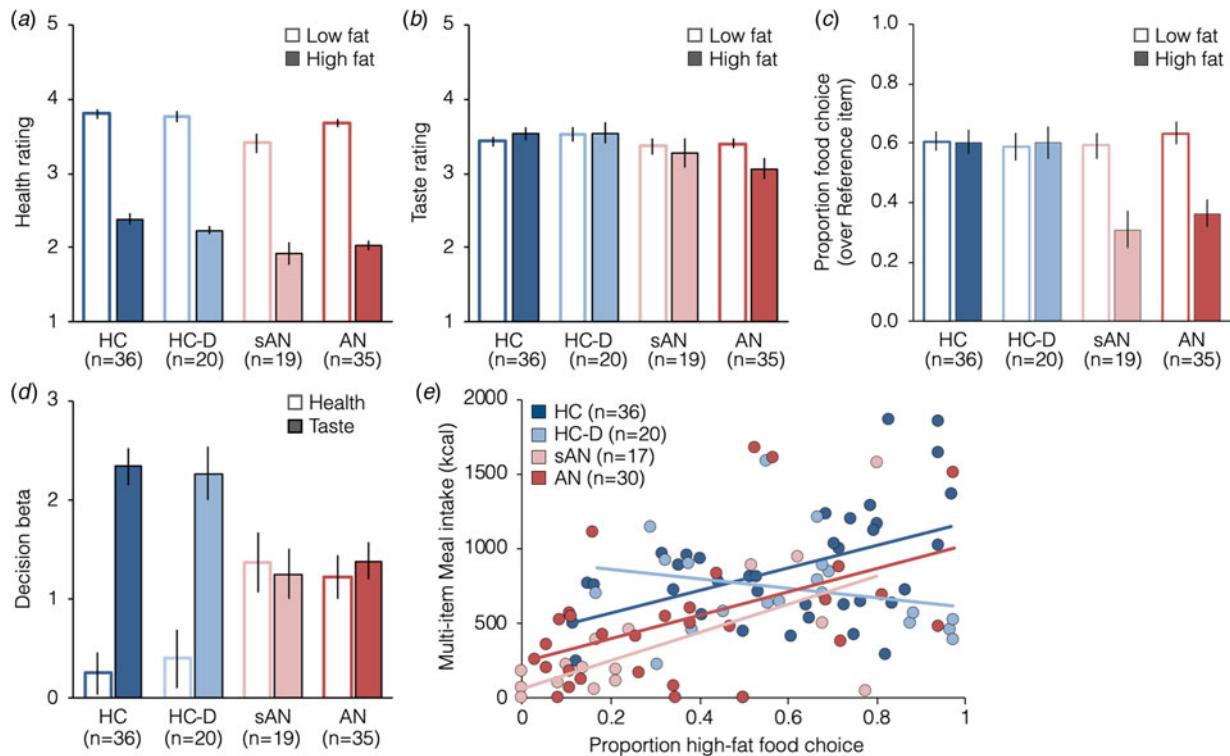 (a)
5
4
3
2
1
Health rating
Low fat
High fat
HC
(n=36)
HC-D
(n=20)
sAN
(n=19)
AN
(n=35)
(b)
5
4
3
2
1
Taste rating
Low fat
High fat
HC
(n=36)
HC-D
(n=20)
sAN
(n=19)
AN
(n=35)
(c)
1.0
0.8
0.6
0.4
0.2
0.0
Proportion food choice
(over Reference item)
Low fat
High fat
HC
(n=36)
HC-D
(n=20)
sAN
(n=19)
AN
(n=35)
(d)
3
2
1
0
Decision beta
Health
Taste
HC
(n=36)
HC-D
(n=20)
sAN
(n=19)
AN
(n=35)
(e)
2000
1500
1000
500
0
Multi-item Meal intake (kcal)
HC (n=36)
HC-D (n=20)
sAN (n=17)
AN (n=30)
0
0.2
0.4
0.6
0.8
1
Proportion high-fat food choice